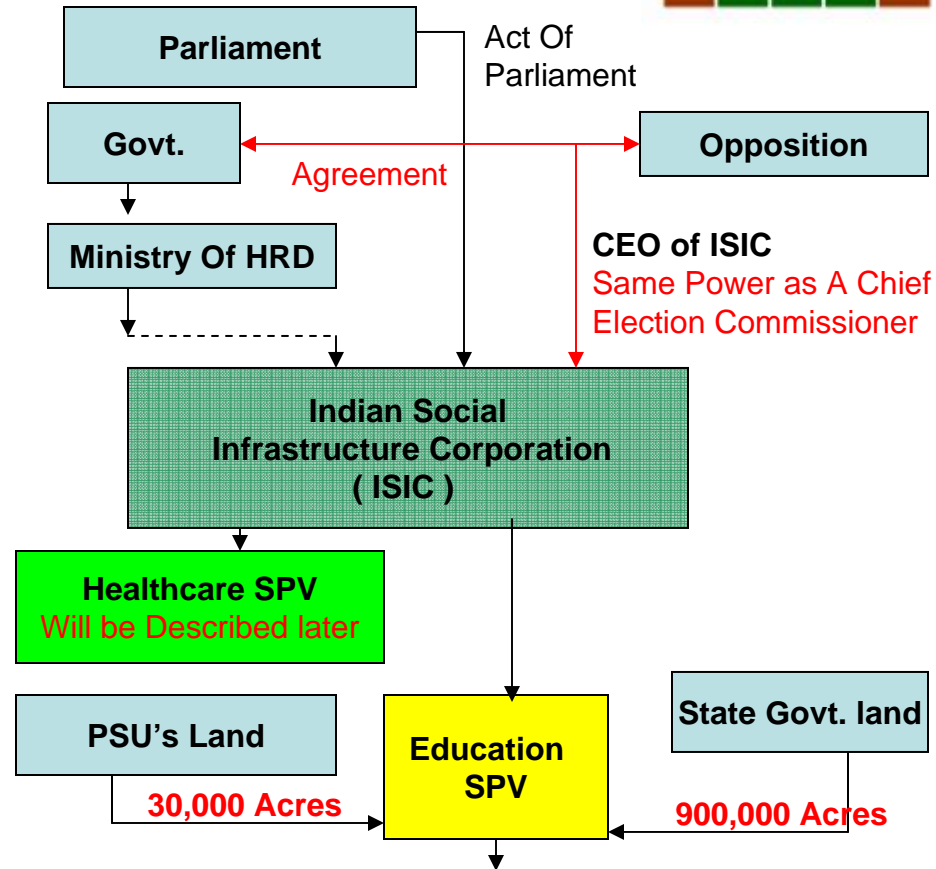 Parliament
Act Of
Parliament
Govt.
Opposition
Agreement
Ministry Of HRD
CEO of ISIC
Same Power as A Chief
Election Commissioner
Indian Social
Infrastructure Corporation
( ISIC )
Healthcare SPV
Will be Described later
PSU's Land
Education
SPV
State Govt. land
30,000 Acres
900,000 Acres